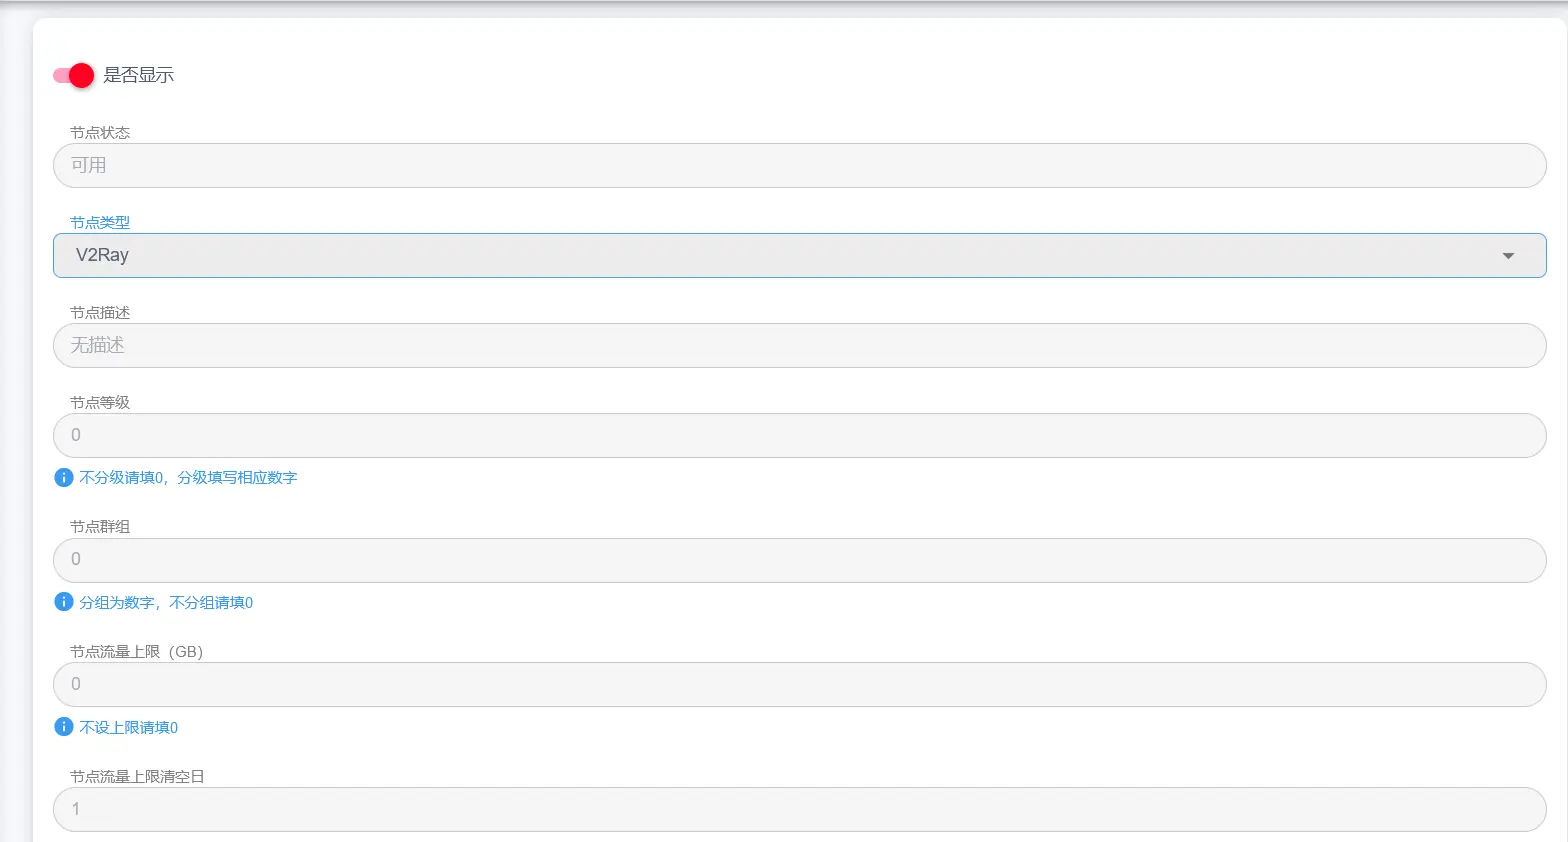 是否显示
节点状态
可用
节点类型
V2Ray
节点描述
无描述
节点等级
0
不分级请填0，分级填写相应数字
节点群组
0
分组为数字，不分组请填0
节点流量上限（GB）
0
不设上限请填0
节点流量上限清空日
1